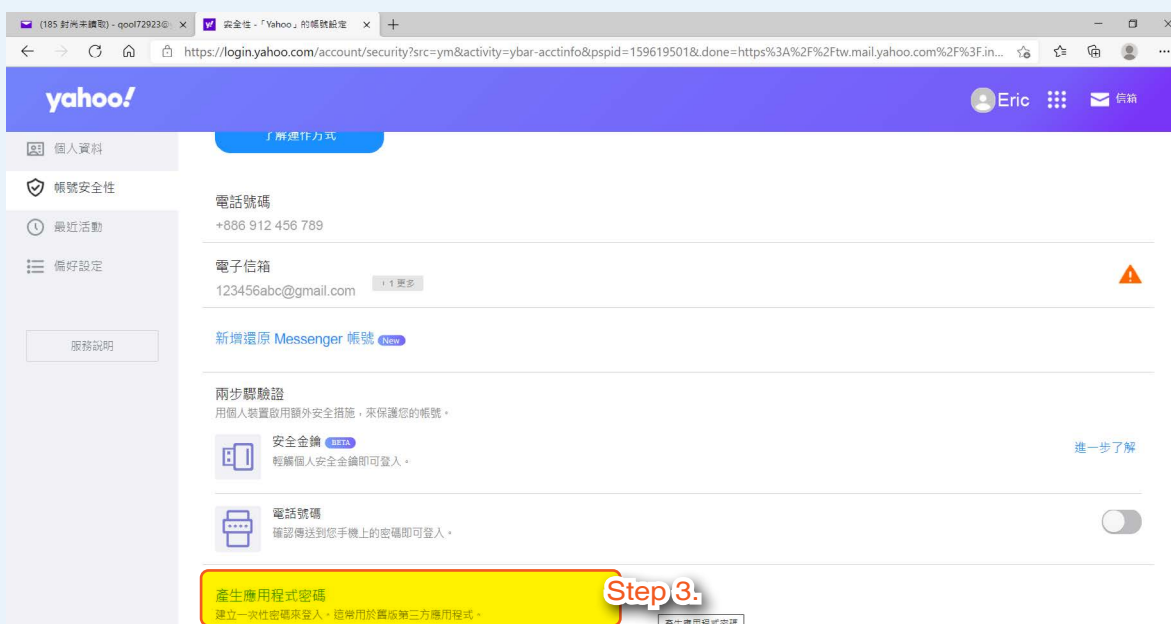 (185 封尚未讀取) - qool72923@
安全性 -「Yahoo」的帳號設定
https://login.yahoo.com/account/security?src=ym&activity=ybar-acctinfo&pspid=159619501&.done=https%3A%2F%2Ftw.mail.yahoo.com%2F%3F.in...
yahoo!
Eric
信箱
了解運作方式
個人資料
帳號安全性
最近活動
偏好設定
服務說明
電話號碼
+886 912 456 789
電子信箱
123456abc@gmail.com
1 更多
新增還原 Messenger 帳號 New
兩步驟驗證
用個人裝置啟用額外安全措施，來保護您的帳號。
安全金鑰 BETA
輕觸個人安全金鑰即可登入。
進一步了解
電話號碼
確認傳送到您手機上的密碼即可登入。
產生應用程式密碼
建立一次性密碼來登入。這常用於舊版第三方應用程式。
Step 3.
產生應用程式密碼